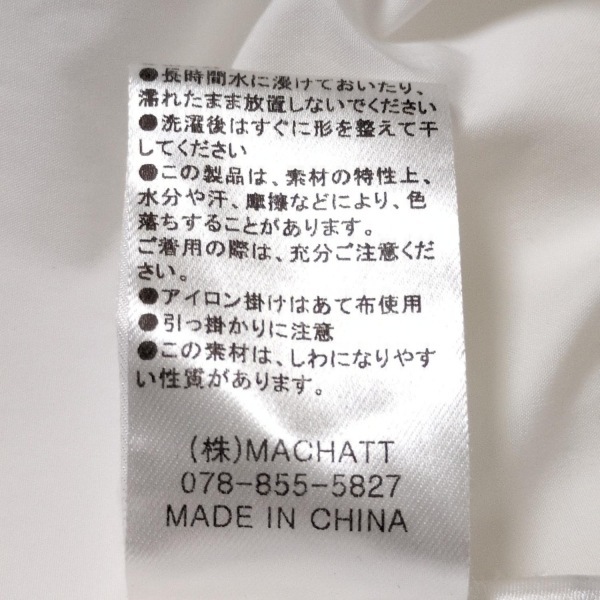 ●長時間水に浸けておいたり、
濡れたまま放置しないでください
●洗濯後はすぐに形を整えて干
してください
●この製品は、素材の特性上、
水分や汗、摩擦などにより、色
落ちすることがあります。
ご着用の際は、充分ご注意くだ
さい。
●アイロン掛けはあて布使用
●引っ掛かりに注意
●この素材は、しわになりやす
い性質があります。
(株)MACHATT
078-855-5827
MADE IN CHINA